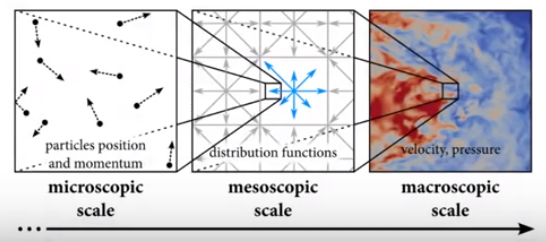 particles position
and momentum
distribution functions
velocity, pressure
microscopic
scale
mesoscopic
scale
macroscopic
scale